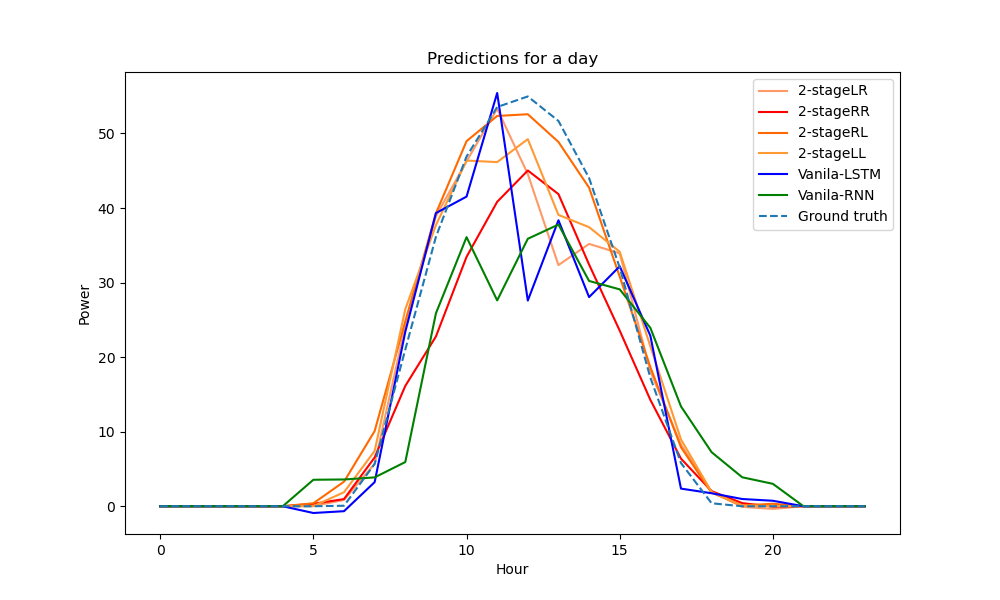 Predictions for a day
2-stageLR
2-stageRR
2-stageRL
2-stageLL
Vanila-LSTM
Vanila-RNN
Ground truth
50
40
30
20
10
0
Power
0 5 10 15 20
Hour